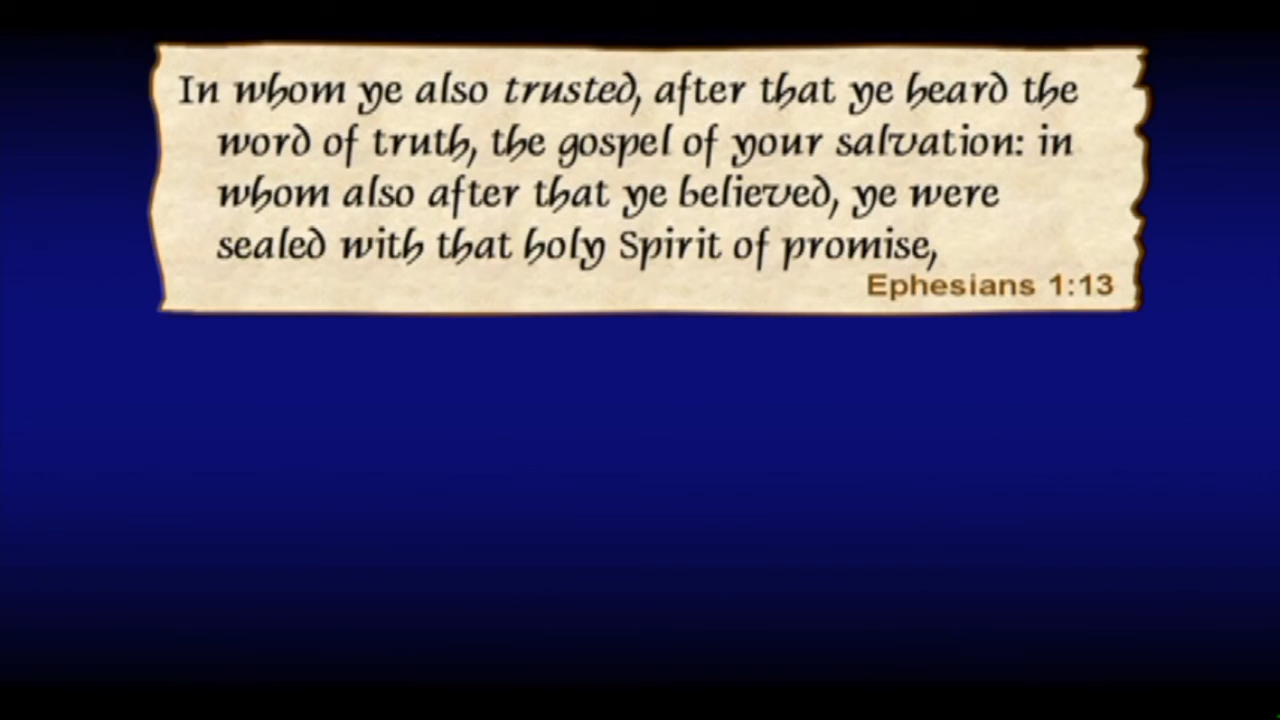 In whom ye also trusted, after that ye heard the
word of truth, the gospel of your salvation: in
whom also after that ye believed, ye were
sealed with that holy Spirit of promise,
Ephesians 1:13